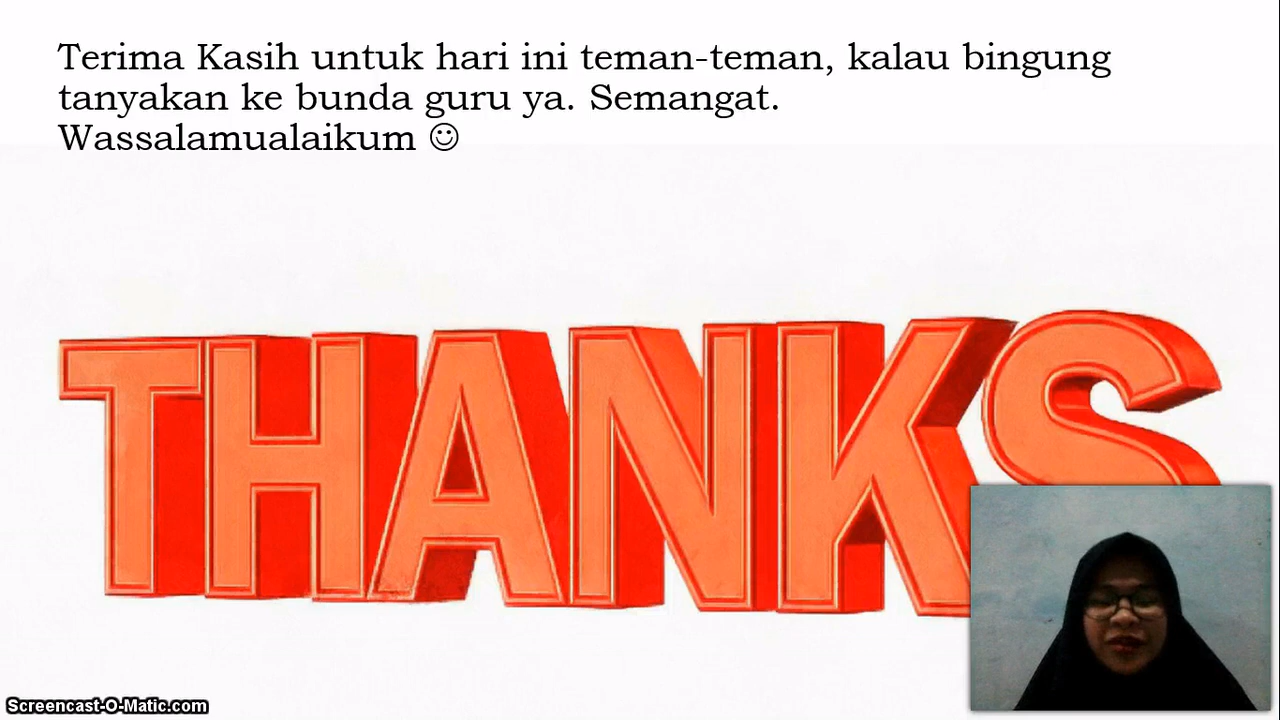 Terima Kasih untuk hari ini teman-teman, kalau bingung
tanyakan ke bunda guru ya. Semangat.
Wassalamualaikum ☺
THANKS
Screencast-O-Matic.com